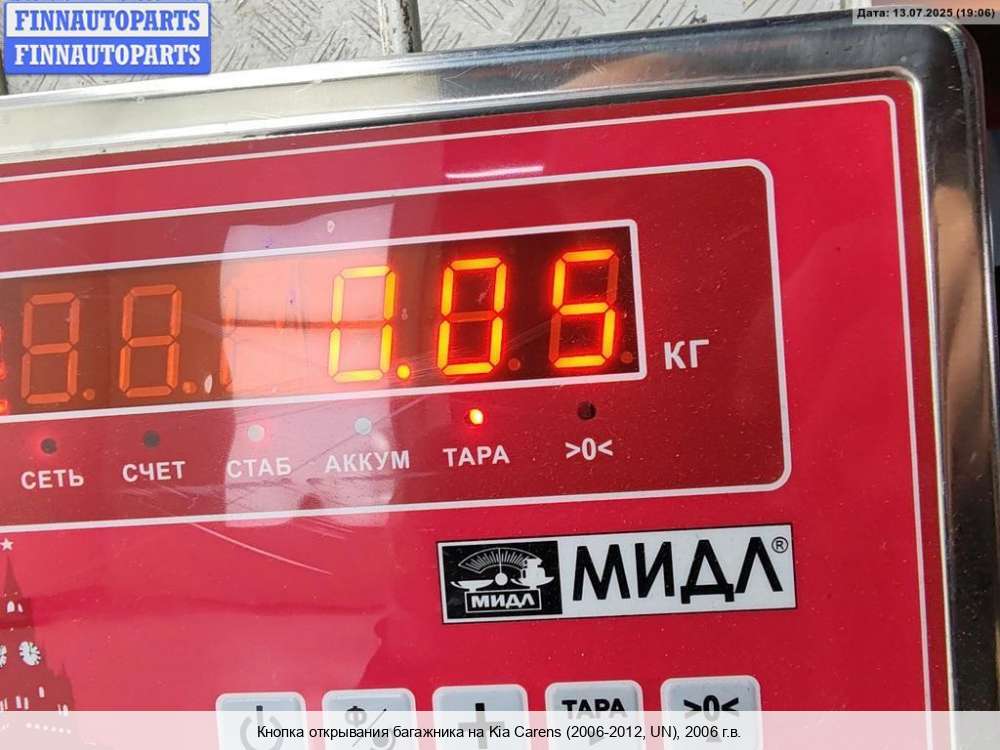 FINNAUTOPARTS
FINNAUTOPARTS
Дата: 13.07.2025 (19:06)
0.05
КГ
СЕТЬ СЧЕТ СТАБ АККУМ ТАРА >0<
МИДЛ МИДЛ®
Ф/ + ТАРА >0<
Кнопка открывания багажника на Kia Carens (2006-2012, UN), 2006 г.в.